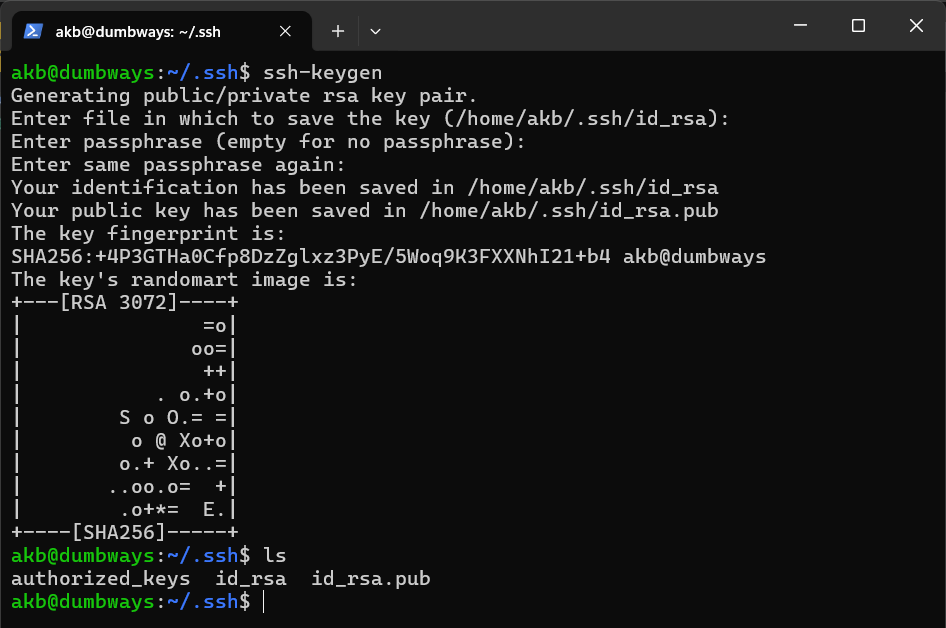 akb@dumbways: ~/.ssh
akb@dumbways:~/.ssh$ ssh-keygen
Generating public/private rsa key pair.
Enter file in which to save the key (/home/akb/.ssh/id_rsa):
Enter passphrase (empty for no passphrase):
Enter same passphrase again:
Your identification has been saved in /home/akb/.ssh/id_rsa
Your public key has been saved in /home/akb/.ssh/id_rsa.pub
The key fingerprint is:
SHA256:+4P3GTHa0Cfp8DzZglxz3PyE/5Woq9K3FXXNhI21+b4 akb@dumbways
The key's randomart image is:
+---[RSA 3072]----+
|               =o|
|              oo=|
|               ++|
|           . o.+o|
|        S o O.= =|
|         o @ Xo+o|
|        o.+ Xo..=|
|       ..oo.o=  +|
|        .o+*=  E.|
+----[SHA256]-----+
akb@dumbways:~/.ssh$ ls
authorized_keys  id_rsa  id_rsa.pub
akb@dumbways:~/.ssh$